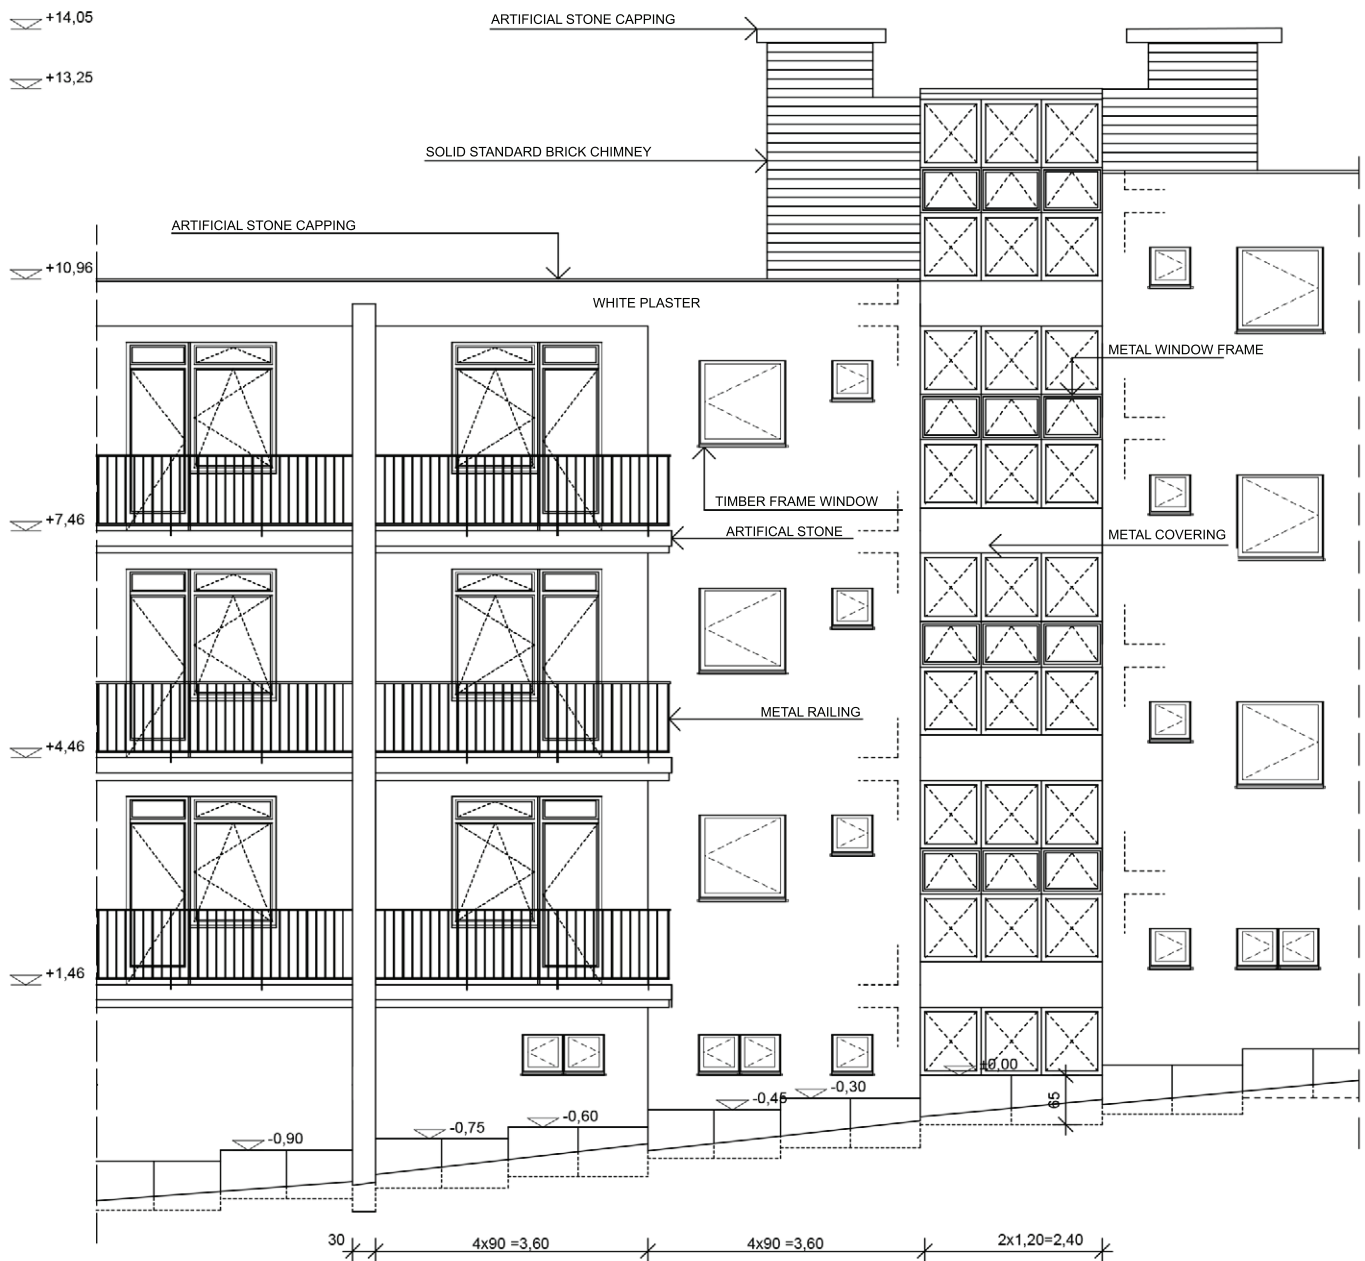 +14,05
ARTIFICIAL STONE CAPPING
+13,25
SOLID STANDARD BRICK CHIMNEY
ARTIFICIAL STONE CAPPING
+10,96
WHITE PLASTER
METAL WINDOW FRAME
TIMBER FRAME WINDOW
+7,46
ARTIFICAL STONE
METAL COVERING
METAL RAILING
+4,46
+1,46
±0,00
-0,30
-0,45
65
-0,60
-0,75
-0,90
30
4x90 =3,60
4x90 =3,60
2x1,20=2,40